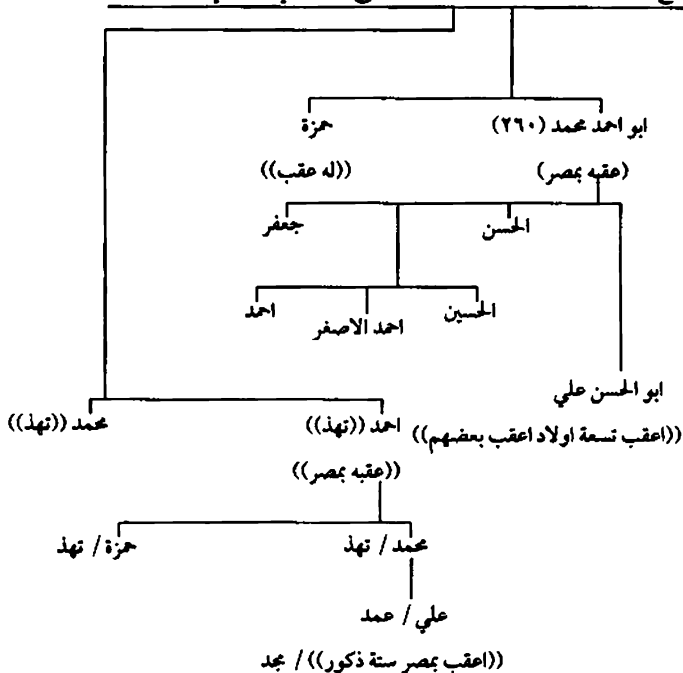 ابو احمد محمد (٢٦٠) حمزة
(عقبه بمصر) ((له عقب))
الحسن جعفر
الحسين احمد الاصفر احمد
ابو الحسن علي
احمد ((تهذ)) محمد ((تهذ))
((اعقب تسعة اولاد اعقب بعضهم))
((عقبه بمصر))
محمد / تهذ حمزة / تهذ
علي / عمد
((اعقب بمصر ستة ذكور)) / مجد